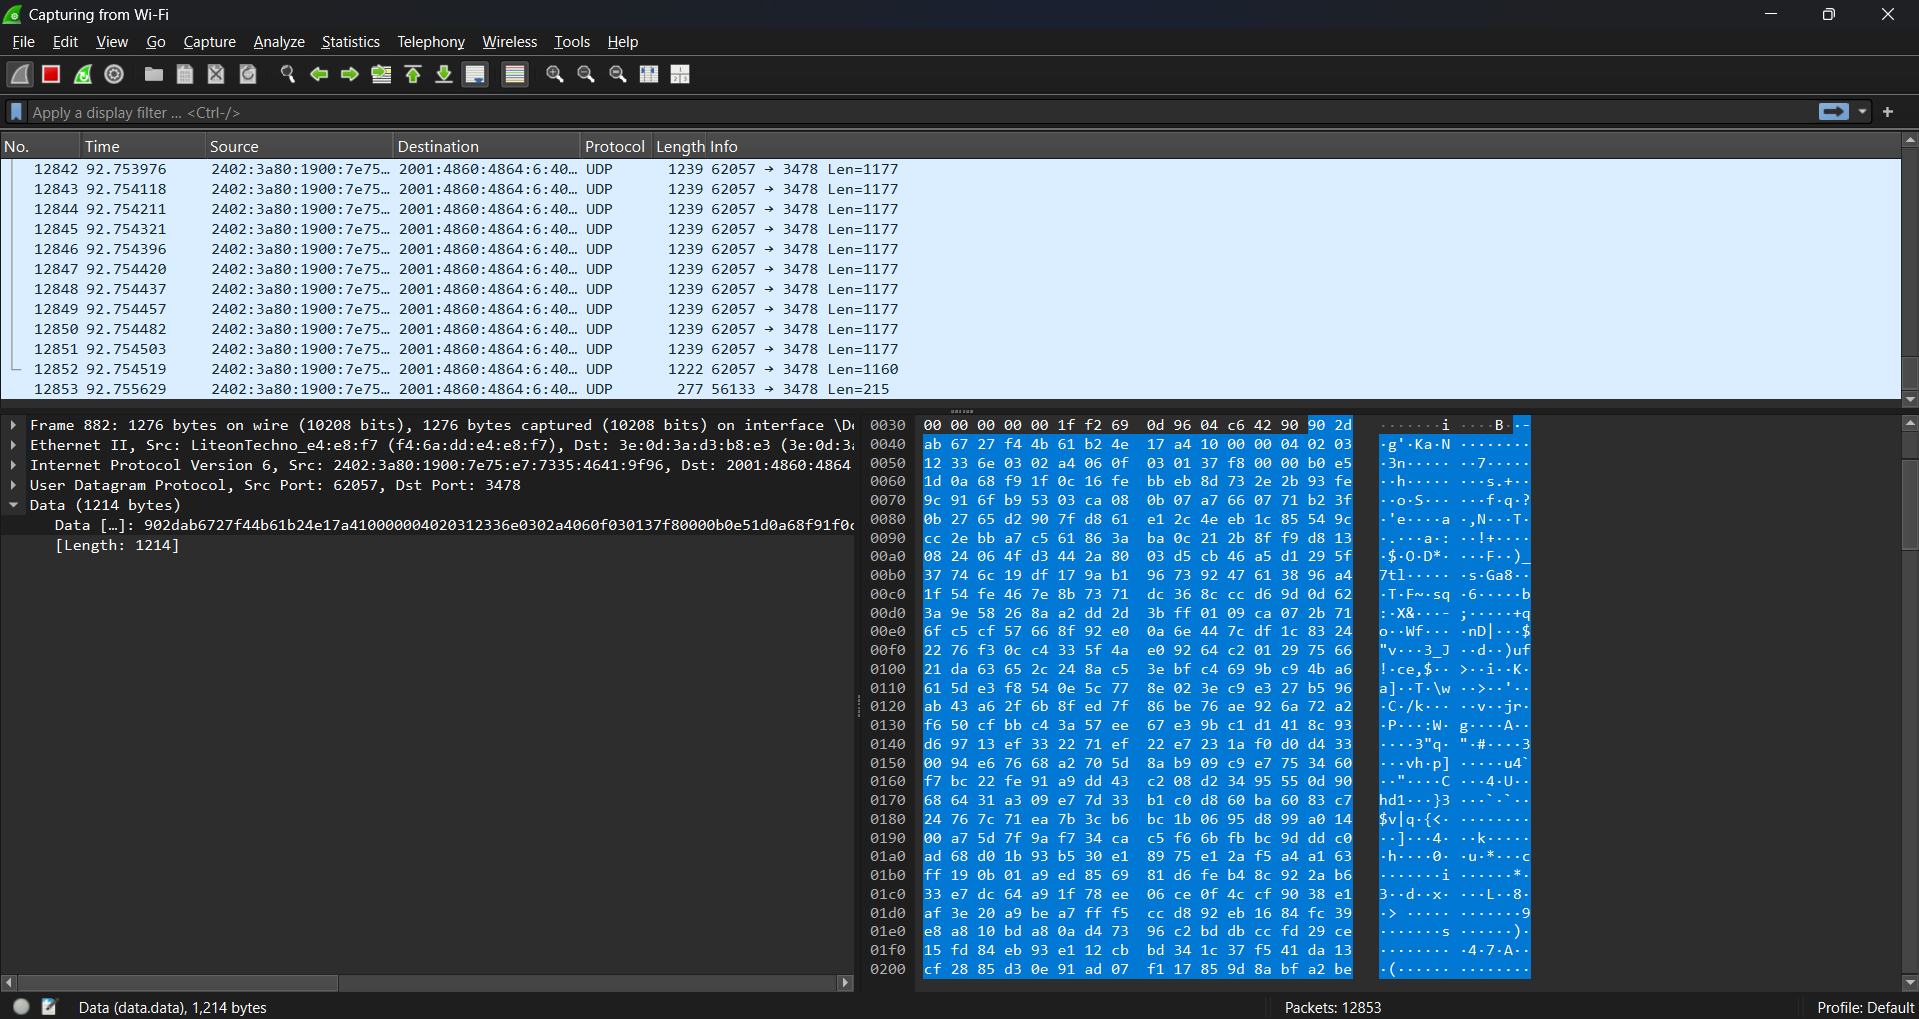 Capturing from Wi-Fi
File Edit View Go Capture Analyze Statistics Telephony Wireless Tools Help
Apply a display filter ... <Ctrl-/>
No. Time Source Destination Protocol Length Info
12842 92.753976 2402:3a80:1900:7e75… 2001:4860:4864:6:40… UDP 1239 62057 → 3478 Len=1177
12843 92.754118 2402:3a80:1900:7e75… 2001:4860:4864:6:40… UDP 1239 62057 → 3478 Len=1177
12844 92.754211 2402:3a80:1900:7e75… 2001:4860:4864:6:40… UDP 1239 62057 → 3478 Len=1177
12845 92.754321 2402:3a80:1900:7e75… 2001:4860:4864:6:40… UDP 1239 62057 → 3478 Len=1177
12846 92.754396 2402:3a80:1900:7e75… 2001:4860:4864:6:40… UDP 1239 62057 → 3478 Len=1177
12847 92.754420 2402:3a80:1900:7e75… 2001:4860:4864:6:40… UDP 1239 62057 → 3478 Len=1177
12848 92.754437 2402:3a80:1900:7e75… 2001:4860:4864:6:40… UDP 1239 62057 → 3478 Len=1177
12849 92.754457 2402:3a80:1900:7e75… 2001:4860:4864:6:40… UDP 1239 62057 → 3478 Len=1177
12850 92.754482 2402:3a80:1900:7e75… 2001:4860:4864:6:40… UDP 1239 62057 → 3478 Len=1177
12851 92.754503 2402:3a80:1900:7e75… 2001:4860:4864:6:40… UDP 1239 62057 → 3478 Len=1177
12852 92.754519 2402:3a80:1900:7e75… 2001:4860:4864:6:40… UDP 1222 62057 → 3478 Len=1160
12853 92.755629 2402:3a80:1900:7e75… 2001:4860:4864:6:40… UDP 277 56133 → 3478 Len=215
Frame 882: 1276 bytes on wire (10208 bits), 1276 bytes captured (10208 bits) on interface \D
Ethernet II, Src: LiteonTechno_e4:e8:f7 (f4:6a:dd:e4:e8:f7), Dst: 3e:0d:3a:d3:b8:e3 (3e:0d:3
Internet Protocol Version 6, Src: 2402:3a80:1900:7e75:e7:7335:4641:9f96, Dst: 2001:4860:4864
User Datagram Protocol, Src Port: 62057, Dst Port: 3478
Data (1214 bytes)
Data […]: 902dab6727f44b61b24e17a41000000402031233 6e0302a4060f030137f80000b0e51d0a68f91f0
[Length: 1214]
0030 00 00 00 00 00 1f f2 69 0d 96 04 c6 42 90 90 2d ·······i ····B··-
0040 ab 67 27 f4 4b 61 b2 4e 17 a4 10 00 00 04 02 03 ·g'·Ka·N ········
0050 12 33 6e 03 02 a4 06 0f 03 01 37 f8 00 00 b0 e5 ·3n····· ··7·····
0060 1d 0a 68 f9 1f 0c 16 fe bb eb 8d 73 2e 2b 93 fe ··h····· ···s.+··
0070 9c 91 6f b9 53 03 ca 08 0b 07 a7 66 07 71 b2 3f ··o·S··· ···f·q·?
0080 0b 27 65 d2 90 7f d8 61 e1 2c 4e eb 1c 85 54 9c ·'e····a ·,N···T·
0090 cc 2e bb a7 c5 61 86 3a ba 0c 21 2b 8f f9 d8 13 ·.···a·: ··!+····
00a0 08 24 06 4f d3 44 2a 80 03 d5 cb 46 a5 d1 29 5f ·$·O·D*· ···F··)_
00b0 37 74 6c 19 df 17 9a b1 96 73 92 47 61 38 96 a4 7tl····· ·s·Ga8··
00c0 1f 54 fe 46 7e 8b 73 71 dc 36 8c cc d6 9d 0d 62 ·T·F~·sq ·6·····b
00d0 3a 9e 58 26 8a a2 dd 2d 3b ff 01 09 ca 07 2b 71 :·X&···- ;·····+q
00e0 6f c5 cf 57 66 8f 92 e0 0a 6e 44 7c df 1c 83 24 o··Wf··· ·nD|···$
00f0 22 76 f3 0c c4 33 5f 4a e0 92 64 c2 01 29 75 66 "v···3_J ··d··)uf
0100 21 da 63 65 2c 24 8a c5 3e bf c4 69 9b c9 4b a6 !·ce,$·· >··i··K·
0110 61 5d e3 f8 54 0e 5c 77 8e 02 3e c9 e3 27 b5 96 a]··T·\w ··>··'··
0120 ab 43 a6 2f 6b 8f ed 7f 86 be 76 ae 92 6a 72 a2 ·C·/k··· ··v··jr·
0130 f6 50 cf bb c4 3a 57 ee 67 e3 9b c1 d1 41 8c 93 ·P···:W· g····A··
0140 d6 97 13 ef 33 22 71 ef 22 e7 23 1a f0 d0 d4 33 ····3"q· "·#····3
0150 00 94 e6 76 68 a2 70 5d 8a b9 09 c9 e7 75 34 60 ···vh·p] ·····u4`
0160 f7 bc 22 fe 91 a9 dd 43 c2 08 d2 34 95 55 0d 90 ··"····C ···4·U··
0170 68 64 31 a3 09 e7 7d 33 b1 c0 d8 60 ba 60 83 c7 hd1···}3 ···`·`··
0180 24 76 7c 71 ea 7b 3c b6 bc 1b 06 95 d8 99 a0 14 $v|q·{<· ········
0190 00 a7 5d 7f 9a f7 34 ca c5 f6 6b fb bc 9d dd c0 ··]···4· ··k·····
01a0 ad 68 d0 1b 93 b5 30 e1 89 75 e1 2a f5 a4 a1 63 ·h····0· ·u·*···c
01b0 ff 19 0b 01 a9 ed 85 69 81 d6 fe b4 8c 92 2a b6 ·······i ······*·
01c0 33 e7 dc 64 a9 1f 78 ee 06 ce 0f 4c cf 90 38 e1 3··d··x· ···L··8·
01d0 af 3e 20 a9 be a7 ff f5 cc d8 92 eb 16 84 fc 39 ·> ····· ·······9
01e0 e8 a8 10 bd a8 0a d4 73 96 c2 bd db cc fd 29 ce ·······s ······)·
01f0 15 fd 84 eb 93 e1 12 cb bd 34 1c 37 f5 41 da 13 ········ ·4·7·A··
0200 cf 28 85 d3 0e 91 ad 07 f1 17 85 9d 8a bf a2 be ·(······ ········
Data (data.data), 1,214 bytes
Packets: 12853
Profile: Default